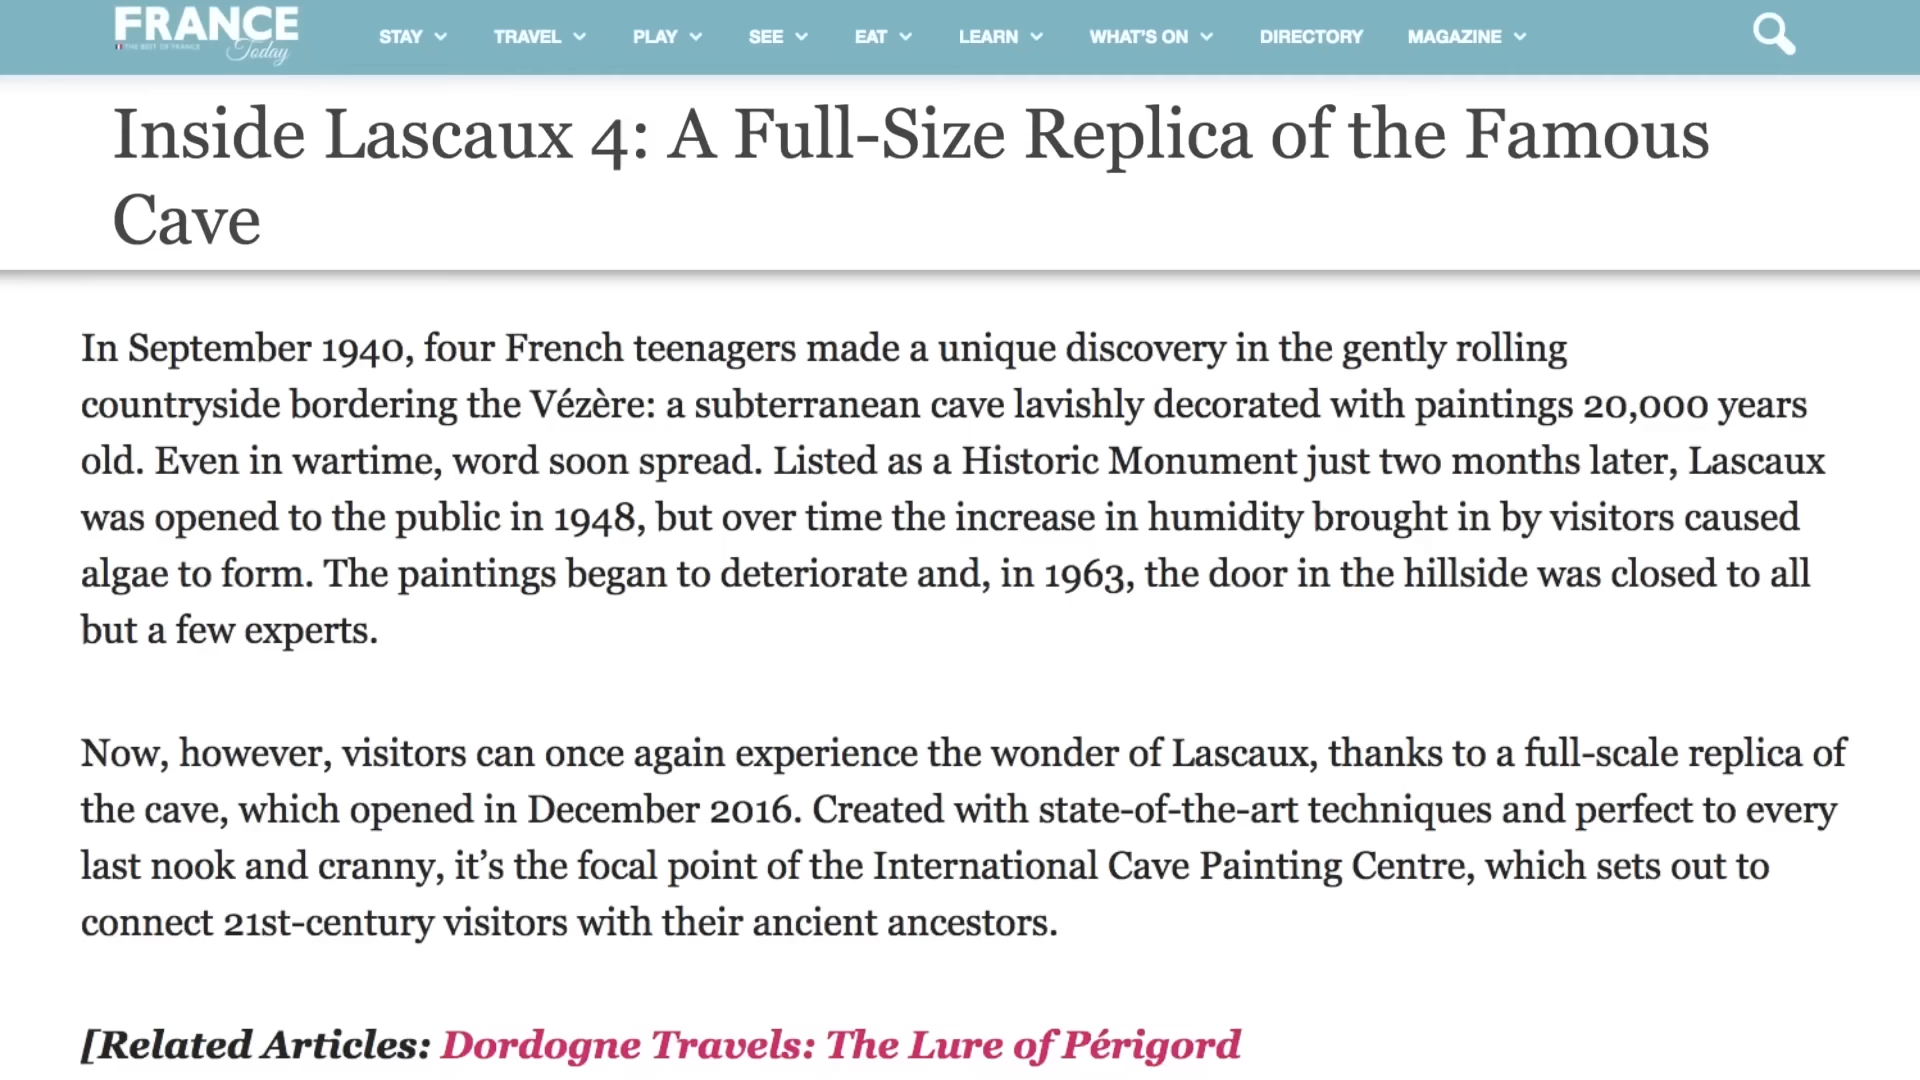 FRANCE
THE BEST OF FRANCE
Today
STAY TRAVEL PLAY SEE EAT LEARN WHAT'S ON DIRECTORY MAGAZINE
Inside Lascaux 4: A Full-Size Replica of the Famous
Cave
In September 1940, four French teenagers made a unique discovery in the gently rolling
countryside bordering the Vézère: a subterranean cave lavishly decorated with paintings 20,000 years
old. Even in wartime, word soon spread. Listed as a Historic Monument just two months later, Lascaux
was opened to the public in 1948, but over time the increase in humidity brought in by visitors caused
algae to form. The paintings began to deteriorate and, in 1963, the door in the hillside was closed to all
but a few experts.
Now, however, visitors can once again experience the wonder of Lascaux, thanks to a full-scale replica of
the cave, which opened in December 2016. Created with state-of-the-art techniques and perfect to every
last nook and cranny, it’s the focal point of the International Cave Painting Centre, which sets out to
connect 21st-century visitors with their ancient ancestors.
[Related Articles: Dordogne Travels: The Lure of Périgord